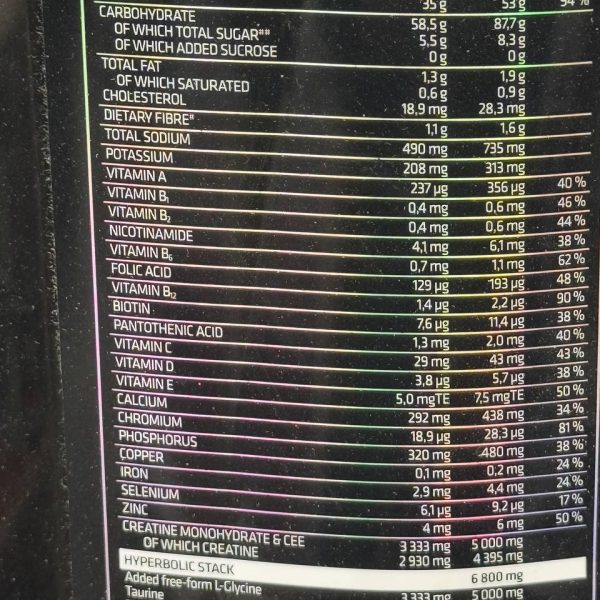 35 g 53 g 94 %
CARBOHYDRATE 58,5 g 87,7 g
OF WHICH TOTAL SUGAR## 5,5 g 8,3 g
OF WHICH ADDED SUCROSE 0 g 0 g
TOTAL FAT 1,3 g 1,9 g
OF WHICH SATURATED 0,6 g 0,9 g
CHOLESTEROL 18,9 mg 28,3 mg
DIETARY FIBRE# 1,1 g 1,6 g
TOTAL SODIUM 490 mg 735 mg
POTASSIUM 208 mg 313 mg
VITAMIN A 237 µg 356 µg 40 %
VITAMIN B₁ 0,4 mg 0,6 mg 46 %
VITAMIN B₂ 0,4 mg 0,6 mg 44 %
NICOTINAMIDE 4,1 mg 6,1 mg 38 %
VITAMIN B₆ 0,7 mg 1,1 mg 62 %
FOLIC ACID 129 µg 193 µg 48 %
VITAMIN B₁₂ 1,4 µg 2,2 µg 90 %
BIOTIN 7,6 µg 11,4 µg 38 %
PANTOTHENIC ACID 1,3 mg 2,0 mg 40 %
VITAMIN C 29 mg 43 mg 43 %
VITAMIN D 3,8 µg 5,7 µg 38 %
VITAMIN E 5,0 mgTE 7,5 mgTE 50 %
CALCIUM 292 mg 438 mg 34 %
CHROMIUM 18,9 µg 28,3 µg 81 %
PHOSPHORUS 320 mg 480 mg 38 %
COPPER 0,1 mg 0,2 mg 24 %
IRON 2,9 mg 4,4 mg 24 %
SELENIUM 6,1 µg 9,2 µg 17 %
ZINC 4 mg 6 mg 50 %
CREATINE MONOHYDRATE & CEE 3 333 mg 5 000 mg
OF WHICH CREATINE 2 930 mg 4 395 mg
HYPERBOLIC STACK 6 800 mg
Added free-form L-Glycine 3 333 mg 5 000 mg
Taurine